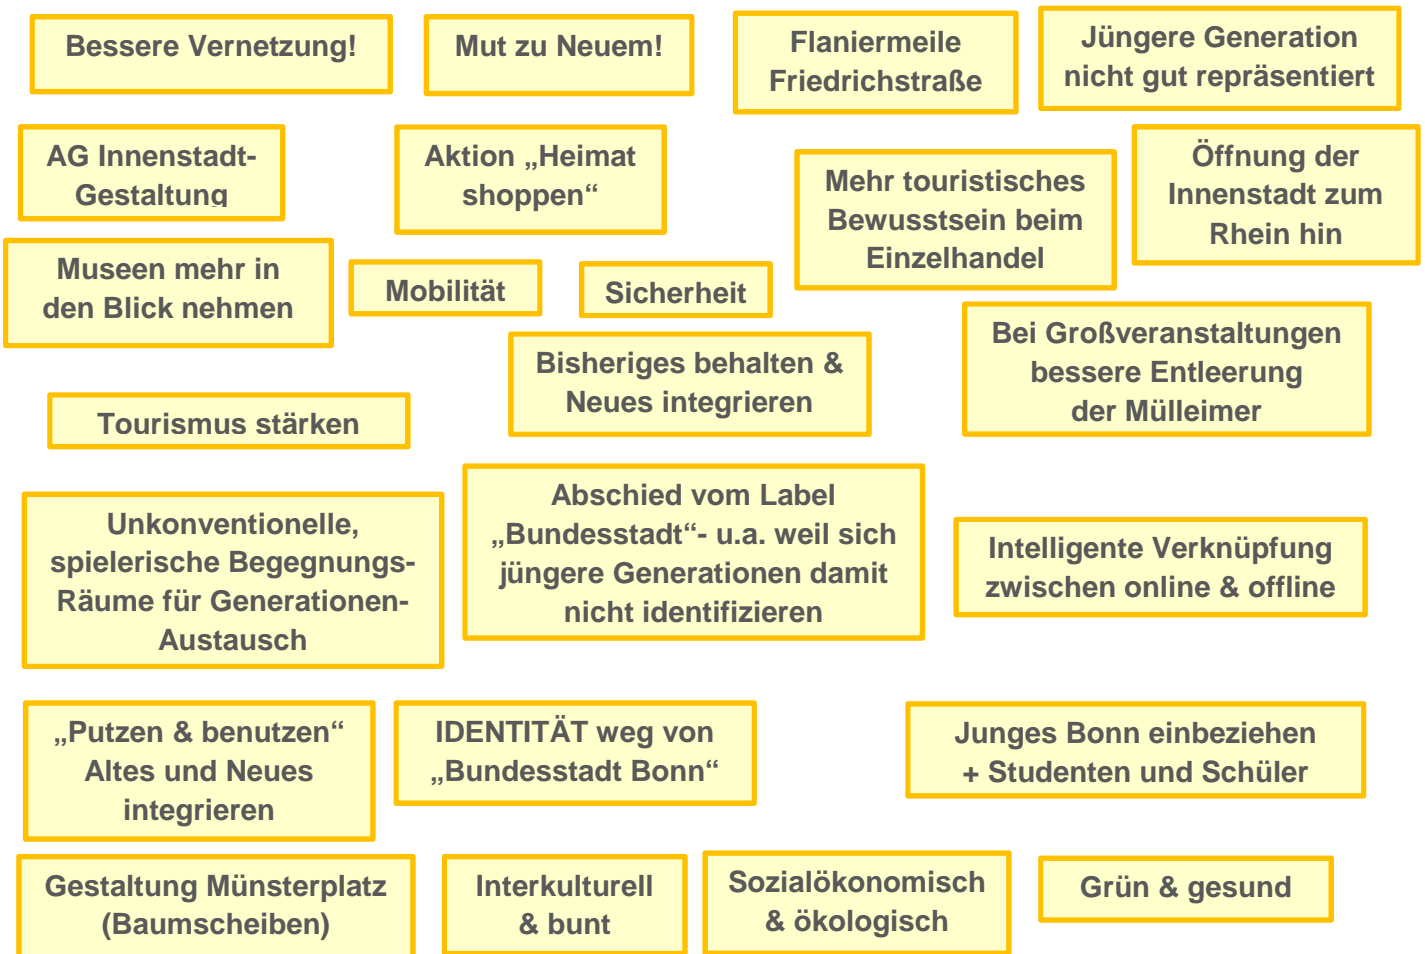 Bessere Vernetzung!
Mut zu Neuem!
Flaniermeile
Friedrichstraße
Jüngere Generation
nicht gut repräsentiert
AG Innenstadt-
Gestaltung
Aktion „Heimat
shoppen“
Mehr touristisches
Bewusstsein beim
Einzelhandel
Öffnung der
Innenstadt zum
Rhein hin
Museen mehr in
den Blick nehmen
Mobilität
Sicherheit
Bei Großveranstaltungen
bessere Entleerung
der Mülleimer
Bisheriges behalten &
Neues integrieren
Tourismus stärken
Unkonventionelle,
spielerische Begegnungs-
Räume für Generationen-
Austausch
Abschied vom Label
„Bundesstadt“- u.a. weil sich
jüngere Generationen damit
nicht identifizieren
Intelligente Verknüpfung
zwischen online & offline
„Putzen & benutzen“
Altes und Neues
integrieren
IDENTITÄT weg von
„Bundesstadt Bonn“
Junges Bonn einbeziehen
+ Studenten und Schüler
Gestaltung Münsterplatz
(Baumscheiben)
Interkulturell
& bunt
Sozialökonomisch
& ökologisch
Grün & gesund